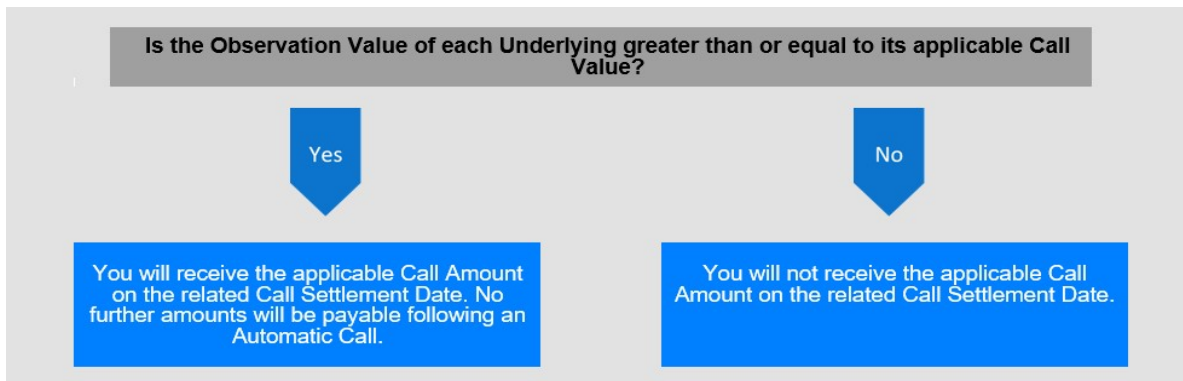 Is the Observation Value of each Underlying greater than or equal to its applicable Call
Value?
Yes
No
You will receive the applicable Call Amount
on the related Call Settlement Date. No
further amounts will be payable following an
Automatic Call.
You will not receive the applicable Call
Amount on the related Call Settlement Date.